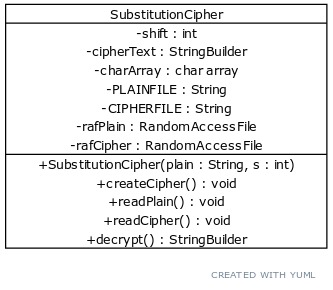 SubstitutionCipher
-shift : int
-cipherText : StringBuilder
-charArray : char array
-PLAINFILE : String
-CIPHERFILE : String
-rafPlain : RandomAccessFile
-rafCipher : RandomAccessFile
+SubstitutionCipher(plain : String, s : int)
+createCipher() : void
+readPlain() : void
+readCipher() : void
+decrypt() : StringBuilder
CREATED WITH YUML